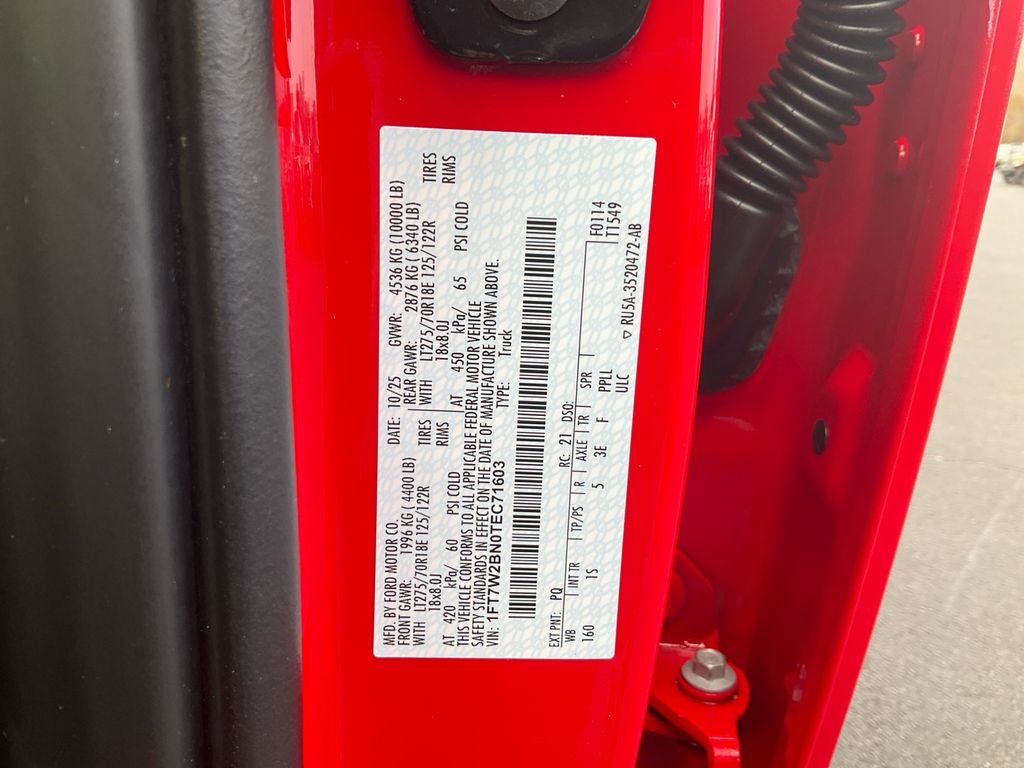 MFD. BY FORD MOTOR CO.
DATE: 10/25
GVWR: 4536 KG (10000 LB)
FRONT GAWR: 1996 KG ( 4400 LB)
REAR GAWR: 2876 KG ( 6340 LB)
WITH LT275/70R18E 125/122R TIRES
WITH LT275/70R18E 125/122R TIRES
18x8.0J RIMS
18x8.0J RIMS
AT 420 kPa/ 60 PSI COLD
AT 450 kPa/ 65 PSI COLD
THIS VEHICLE CONFORMS TO ALL APPLICABLE FEDERAL MOTOR VEHICLE
SAFETY STANDARDS IN EFFECT ON THE DATE OF MANUFACTURE SHOWN ABOVE.
VIN: 1FT7W2BN0TEC71603
TYPE: Truck
EXT PNT: PQ RC: 21 DSO: F0114
WB INT TR TP/PS R AXLE TR SPR T1549
160 1S 5 3E F PPLL
ULC
▽ RU5A-3520472-AB